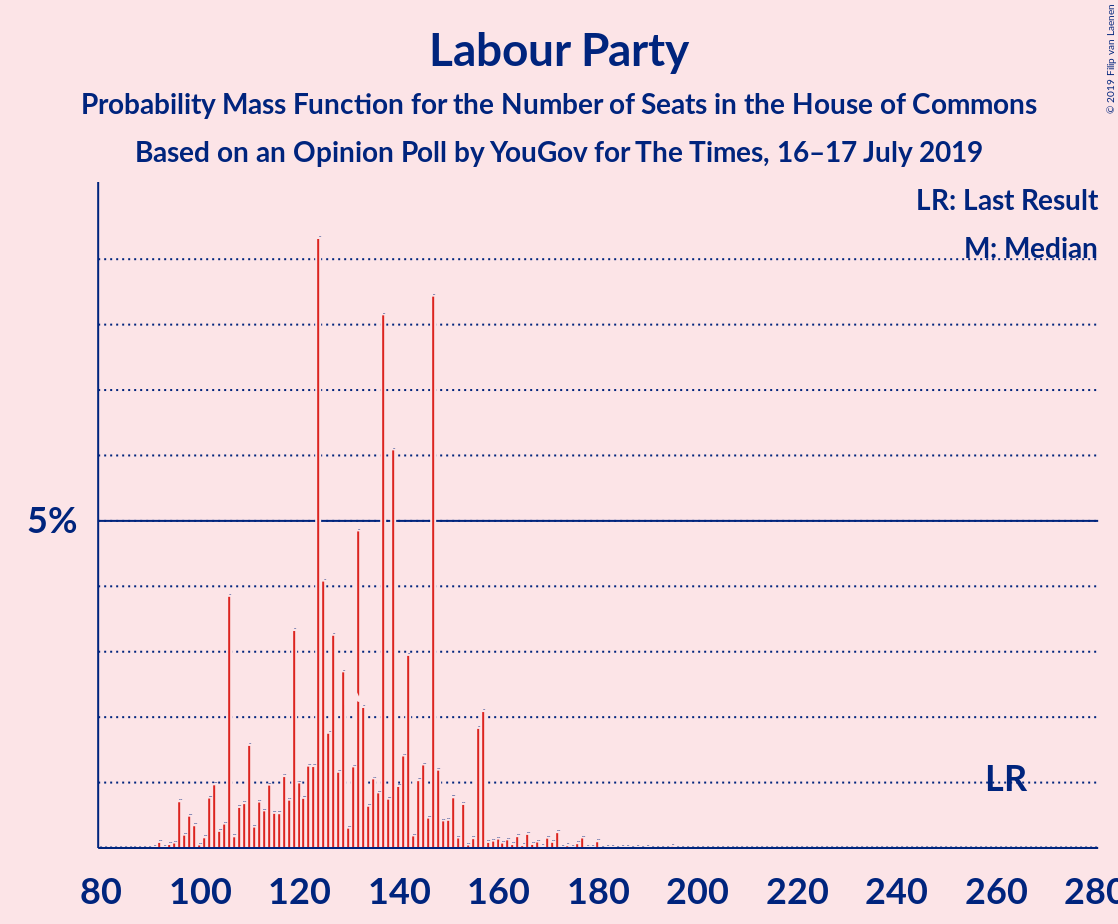 Labour Party
Probability Mass Function for the Number of Seats in the House of Commons
Based on an Opinion Poll by YouGov for The Times, 16–17 July 2019
© 2019 Filip van Laenen
LR: Last Result
M: Median
5%
LR
80 100 120 140 160 180 200 220 240 260 280